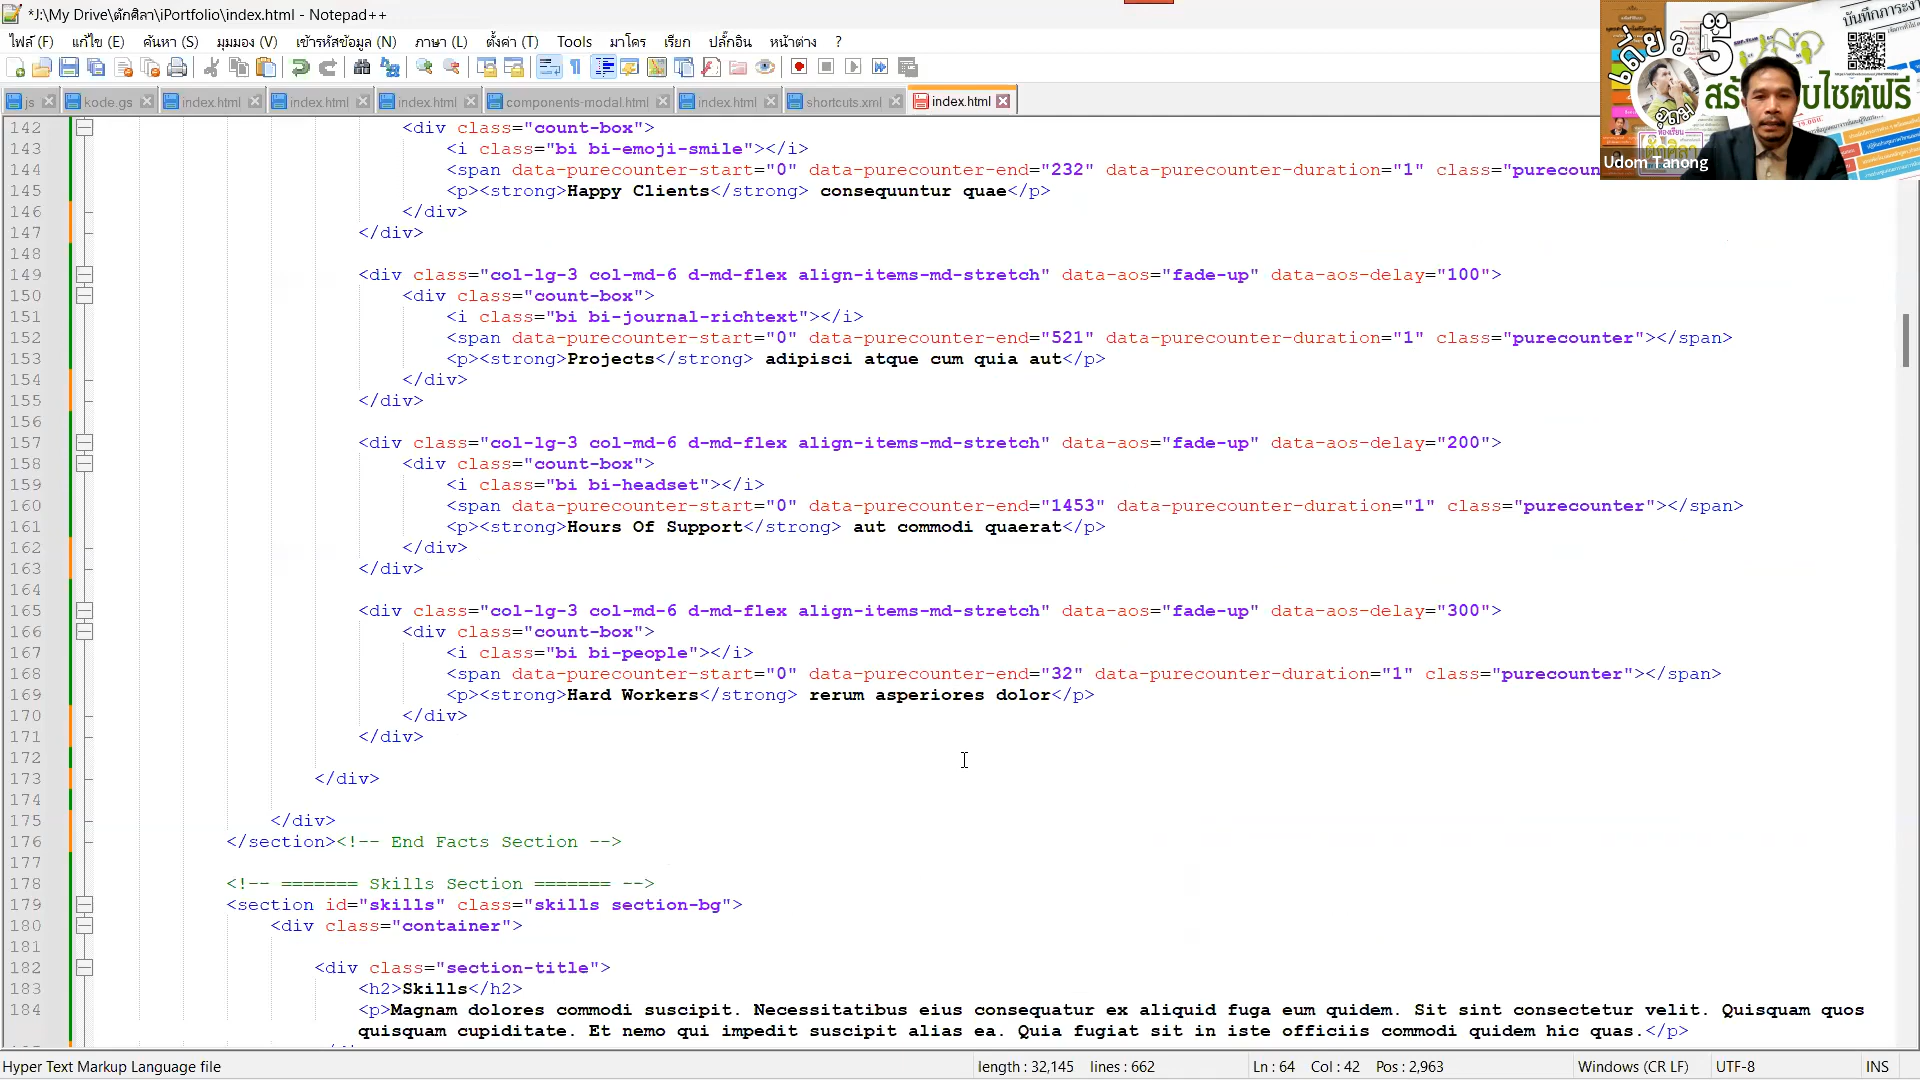 *J:\My Drive\ตักศิลา\iPortfolio\index.html - Notepad++
ไฟล์ (F) แก้ไข (E) ค้นหา (S) มุมมอง (V) เข้ารหัสข้อมูล (N) ภาษา (L) ตั้งค่า (T) Tools มาโคร เรียก ปลั๊กอิน หน้าต่าง ?
js kode.gs index.html index.html index.html components-modal.html index.html shortcuts.xml index.html
142 <div class="count-box">
143 <i class="bi bi-emoji-smile"></i>
144 <span data-purecounter-start="0" data-purecounter-end="232" data-purecounter-duration="1" class="purecoun
145 <p><strong>Happy Clients</strong> consequuntur quae</p>
146 </div>
147 </div>
148
149 <div class="col-lg-3 col-md-6 d-md-flex align-items-md-stretch" data-aos="fade-up" data-aos-delay="100">
150 <div class="count-box">
151 <i class="bi bi-journal-richtext"></i>
152 <span data-purecounter-start="0" data-purecounter-end="521" data-purecounter-duration="1" class="purecounter"></span>
153 <p><strong>Projects</strong> adipisci atque cum quia aut</p>
154 </div>
155 </div>
156
157 <div class="col-lg-3 col-md-6 d-md-flex align-items-md-stretch" data-aos="fade-up" data-aos-delay="200">
158 <div class="count-box">
159 <i class="bi bi-headset"></i>
160 <span data-purecounter-start="0" data-purecounter-end="1453" data-purecounter-duration="1" class="purecounter"></span>
161 <p><strong>Hours Of Support</strong> aut commodi quaerat</p>
162 </div>
163 </div>
164
165 <div class="col-lg-3 col-md-6 d-md-flex align-items-md-stretch" data-aos="fade-up" data-aos-delay="300">
166 <div class="count-box">
167 <i class="bi bi-people"></i>
168 <span data-purecounter-start="0" data-purecounter-end="32" data-purecounter-duration="1" class="purecounter"></span>
169 <p><strong>Hard Workers</strong> rerum asperiores dolor</p>
170 </div>
171 </div>
172
173 </div>
174
175 </div>
176 </section><!-- End Facts Section -->
177
178 <!-- ======= Skills Section ======= -->
179 <section id="skills" class="skills section-bg">
180 <div class="container">
181
182 <div class="section-title">
183 <h2>Skills</h2>
184 <p>Magnam dolores commodi suscipit. Necessitatibus eius consequatur ex aliquid fuga eum quidem. Sit sint consectetur velit. Quisquam quos
quisquam cupiditate. Et nemo qui impedit suscipit alias ea. Quia fugiat sit in iste officiis commodi quidem hic quas.</p>
Hyper Text Markup Language file length : 32,145 lines : 662 Ln : 64 Col : 42 Pos : 2,963 Windows (CR LF) UTF-8 INS
Udom Tanong